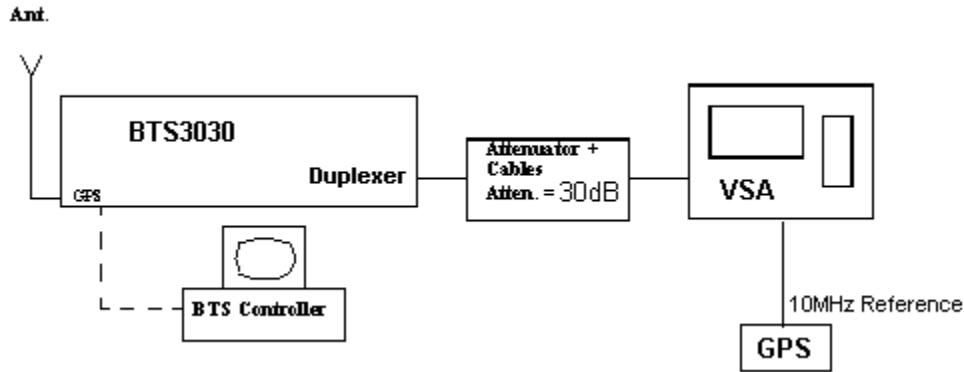 Ant.
BTS3030
Duplexer
GPS
Attenuator +
Cables
Atten. = 30dB
VSA
BTS Controller
10MHz Reference
GPS